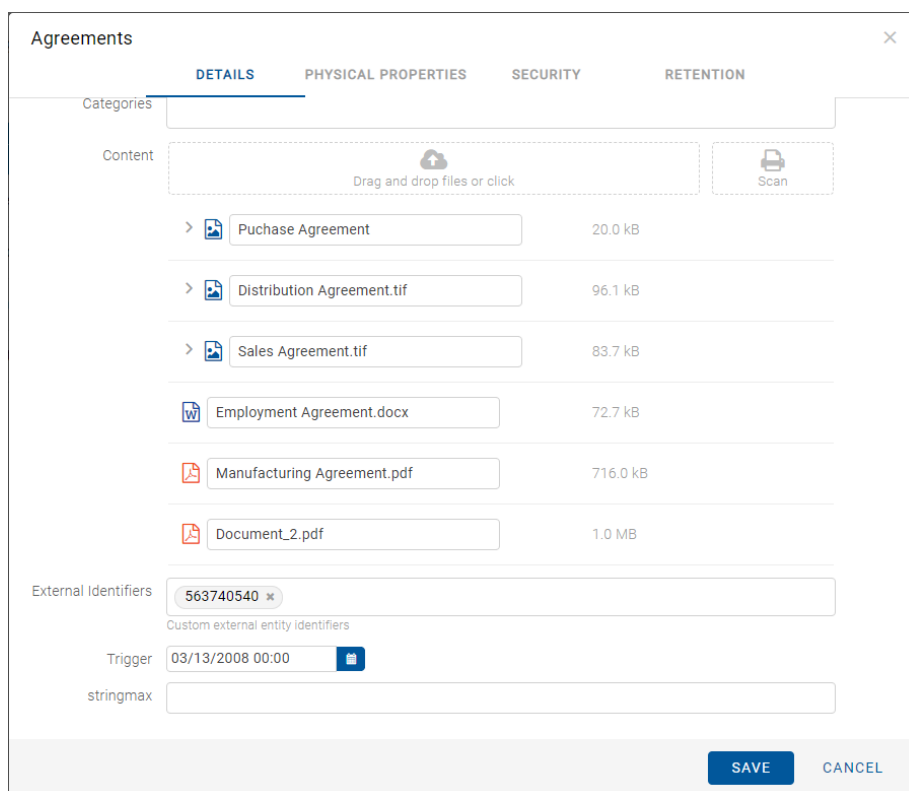 Agreements
DETAILS PHYSICAL PROPERTIES SECURITY RETENTION
Categories
Content
Drag and drop files or click
Scan
Puchase Agreement 20.0 kB
Distribution Agreement.tif 96.1 kB
Sales Agreement.tif 83.7 kB
W Employment Agreement.docx 72.7 kB
Manufacturing Agreement.pdf 716.0 kB
Document_2.pdf 1.0 MB
External Identifiers 563740540 ×
Custom external entity identifiers
Trigger 03/13/2008 00:00
stringmax
SAVE CANCEL